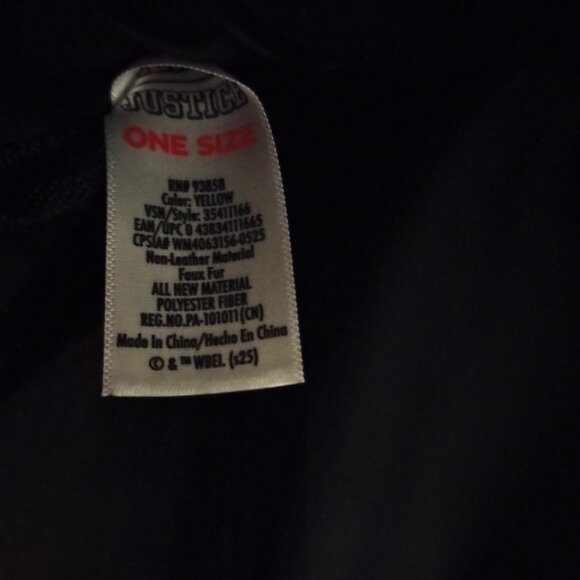 JUSTICE
ONE SIZE
RN# 93858
Color: YELLOW
VSN/Style: 35411166
EAN/UPC 0 43834111665
CPSIA# WM4063156-0525
Non-Leather Material
Faux Fur
ALL NEW MATERIAL
POLYESTER FIBER
REG.NO.PA-101011(CN)
Made In China/Hecho En China
© & ™ WBEI. (s25)